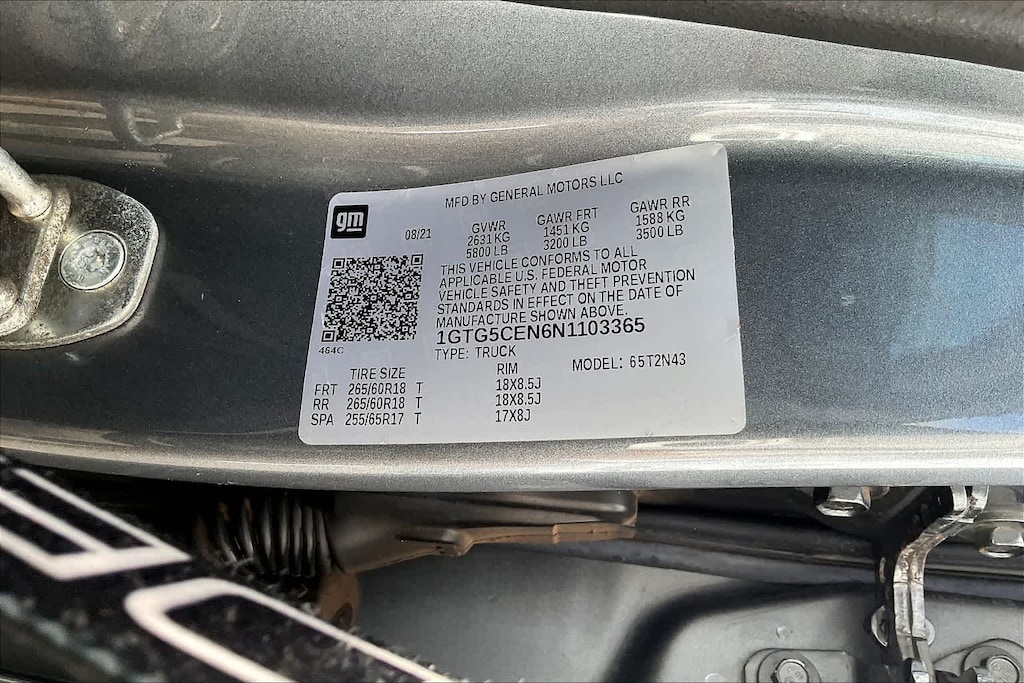 MFD BY GENERAL MOTORS LLC
gm
08/21
GVWR GAWR FRT GAWR RR
2631 KG 1451 KG 1588 KG
5800 LB 3200 LB 3500 LB
THIS VEHICLE CONFORMS TO ALL
APPLICABLE U.S. FEDERAL MOTOR
VEHICLE SAFETY AND THEFT PREVENTION
STANDARDS IN EFFECT ON THE DATE OF
MANUFACTURE SHOWN ABOVE.
1GTG5CEN6N1103365
464C
TYPE: TRUCK MODEL: 65T2N43
TIRE SIZE RIM
FRT 265/60R18 T 18X8.5J
RR 265/60R18 T 18X8.5J
SPA 255/65R17 T 17X8J